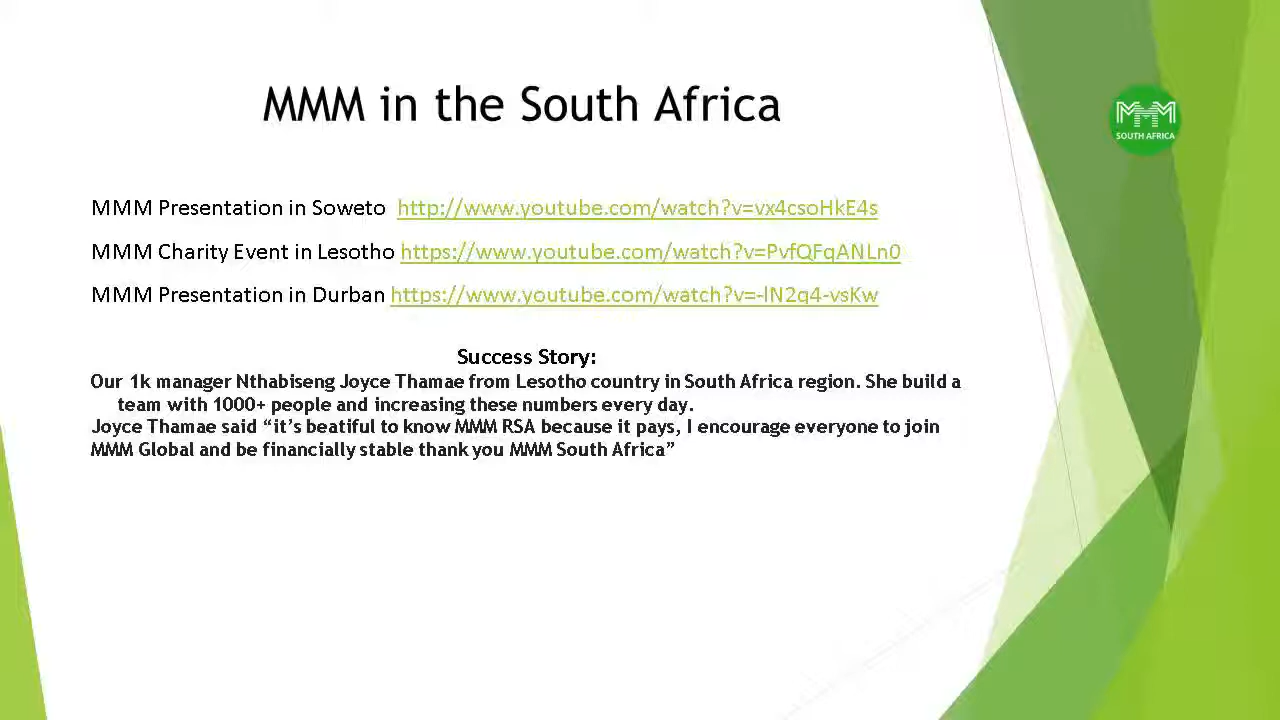 MMM in the South Africa
MMM
SOUTH AFRICA
MMM Presentation in Soweto http://www.youtube.com/watch?v=vx4csoHkE4s
MMM Charity Event in Lesotho https://www.youtube.com/watch?v=PvfQFqANLn0
MMM Presentation in Durban https://www.youtube.com/watch?v=-lN2q4-vsKw
Success Story:
Our 1k manager Nthabiseng Joyce Thamae from Lesotho country in South Africa region. She build a
team with 1000+ people and increasing these numbers every day.
Joyce Thamae said “it’s beatiful to know MMM RSA because it pays, I encourage everyone to join
MMM Global and be financially stable thank you MMM South Africa”